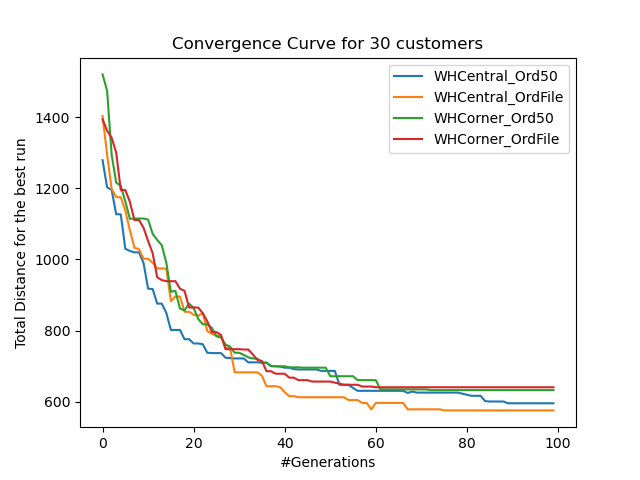 Convergence Curve for 30 customers
WHCentral_Ord50
WHCentral_OrdFile
WHCorner_Ord50
WHCorner_OrdFile
Total Distance for the best run
1400
1200
1000
800
600
0 20 40 60 80 100
#Generations